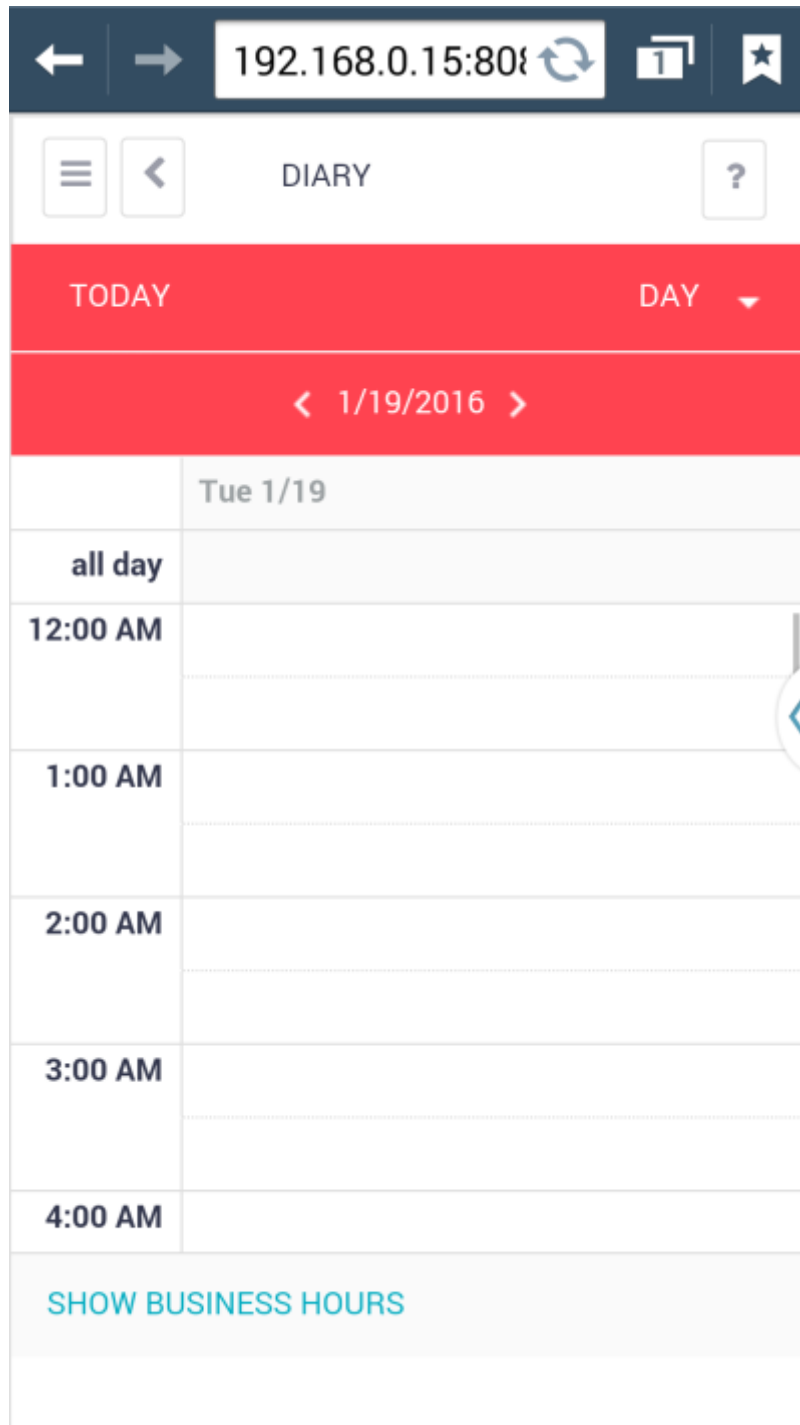 192.168.0.15:808 1
DIARY ?
TODAY DAY
1/19/2016
Tue 1/19
all day
12:00 AM
1:00 AM
2:00 AM
3:00 AM
4:00 AM
SHOW BUSINESS HOURS